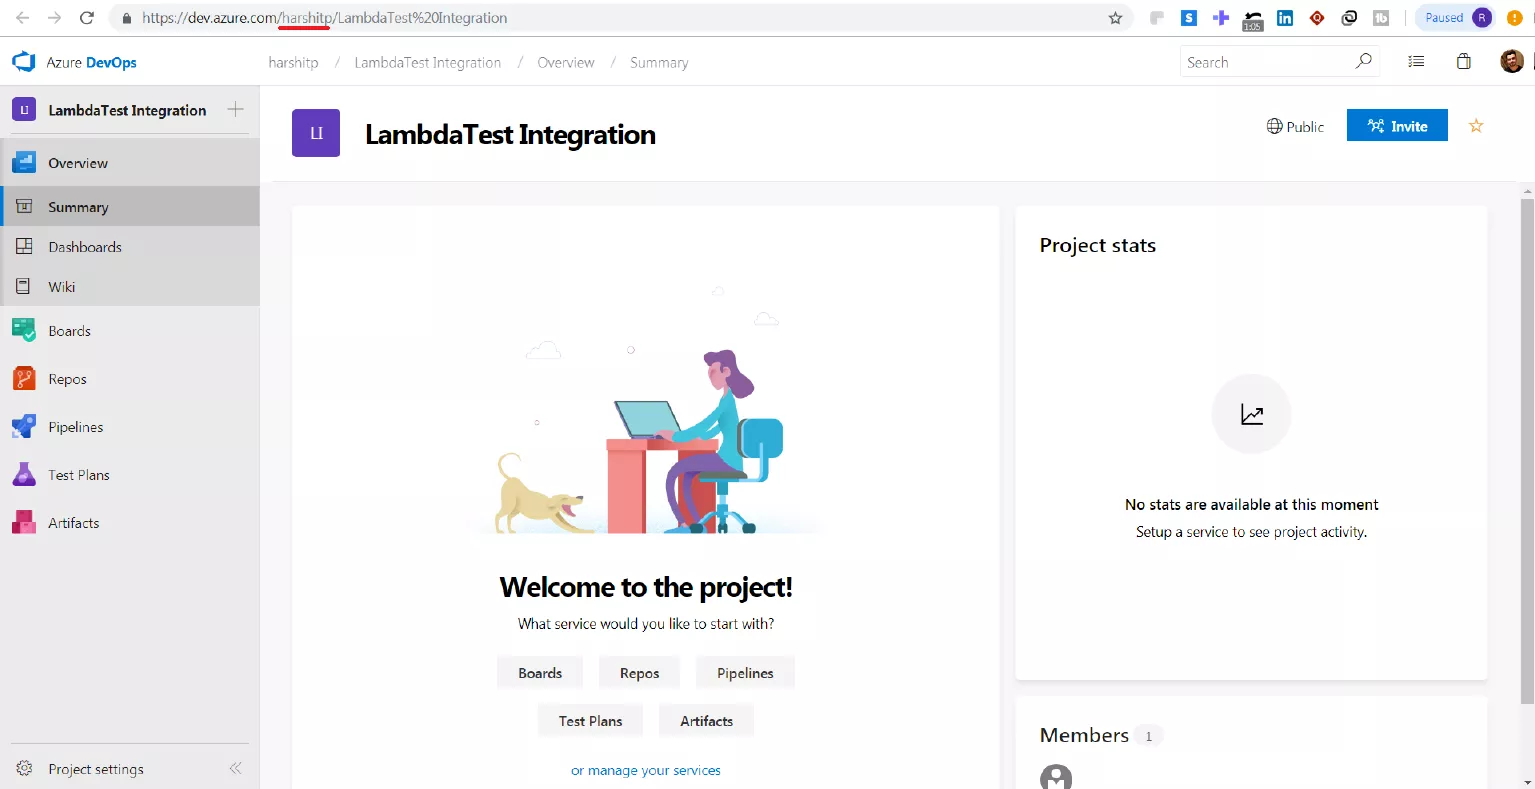 https://dev.azure.com/harshitp/LambdaTest%20Integration
1:05
Paused R
Azure DevOps
harshitp / LambdaTest Integration / Overview / Summary
Search
LI LambdaTest Integration
LI LambdaTest Integration
Public
Invite
Overview
Summary
Dashboards
Wiki
Boards
Repos
Pipelines
Test Plans
Artifacts
Project settings
Welcome to the project!
What service would you like to start with?
Boards Repos Pipelines
Test Plans Artifacts
or manage your services
Project stats
No stats are available at this moment
Setup a service to see project activity.
Members 1